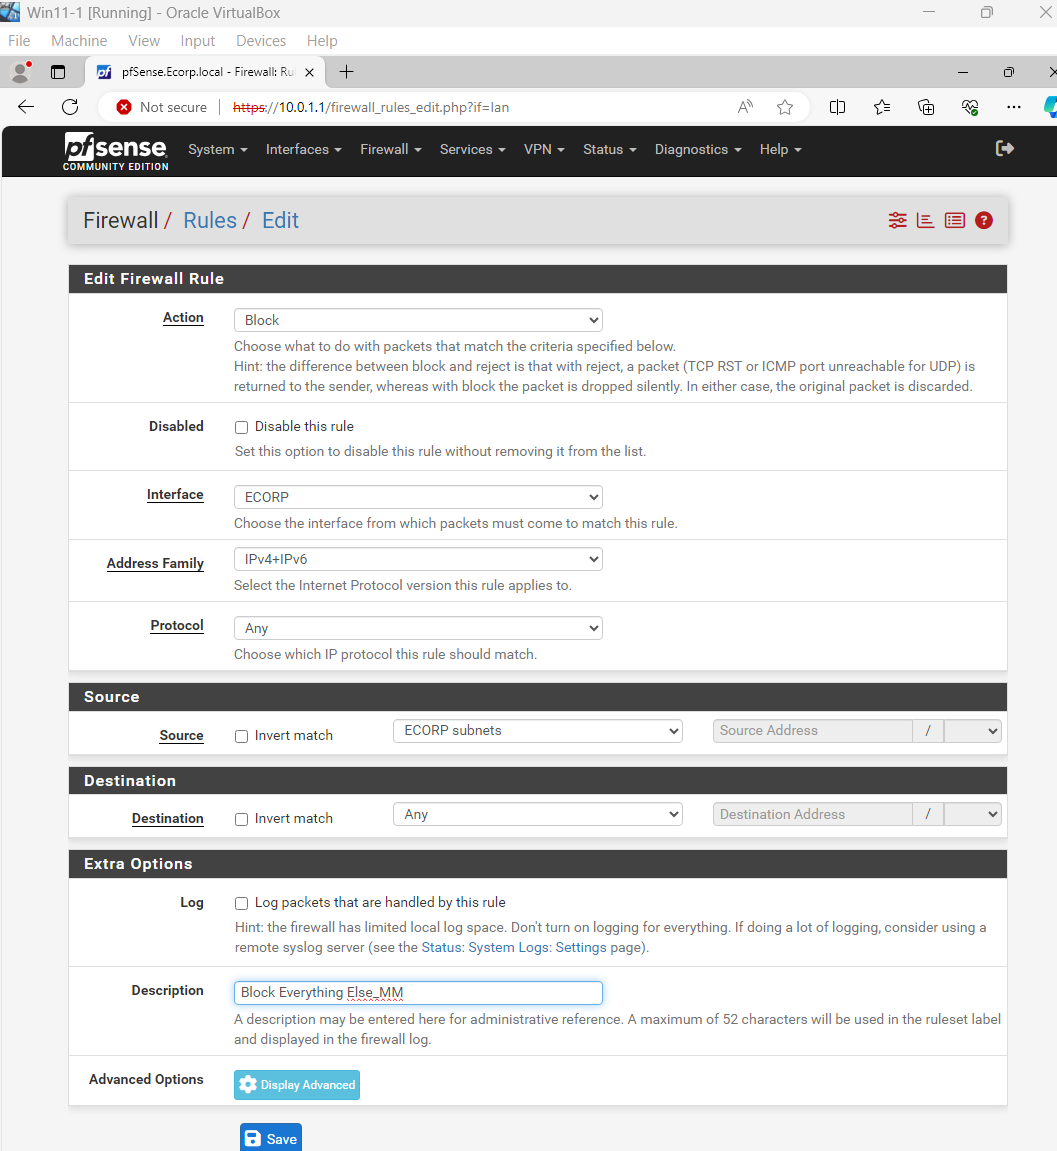 Win11-1 [Running] - Oracle VirtualBox
File Machine View Input Devices Help
pfSense.Ecorp.local - Firewall: Ru
Not secure https://10.0.1.1/firewall_rules_edit.php?if=lan
pfsense System Interfaces Firewall Services VPN Status Diagnostics Help
COMMUNITY EDITION
Firewall / Rules / Edit
Edit Firewall Rule
Action Block
Choose what to do with packets that match the criteria specified below.
Hint: the difference between block and reject is that with reject, a packet (TCP RST or ICMP port unreachable for UDP) is
returned to the sender, whereas with block the packet is dropped silently. In either case, the original packet is discarded.
Disabled Disable this rule
Set this option to disable this rule without removing it from the list.
Interface ECORP
Choose the interface from which packets must come to match this rule.
Address Family IPv4+IPv6
Select the Internet Protocol version this rule applies to.
Protocol Any
Choose which IP protocol this rule should match.
Source
Source Invert match ECORP subnets Source Address /
Destination
Destination Invert match Any Destination Address /
Extra Options
Log Log packets that are handled by this rule
Hint: the firewall has limited local log space. Don't turn on logging for everything. If doing a lot of logging, consider using a
remote syslog server (see the Status: System Logs: Settings page).
Description Block Everything Else_MM
A description may be entered here for administrative reference. A maximum of 52 characters will be used in the ruleset label
and displayed in the firewall log.
Advanced Options Display Advanced
Save